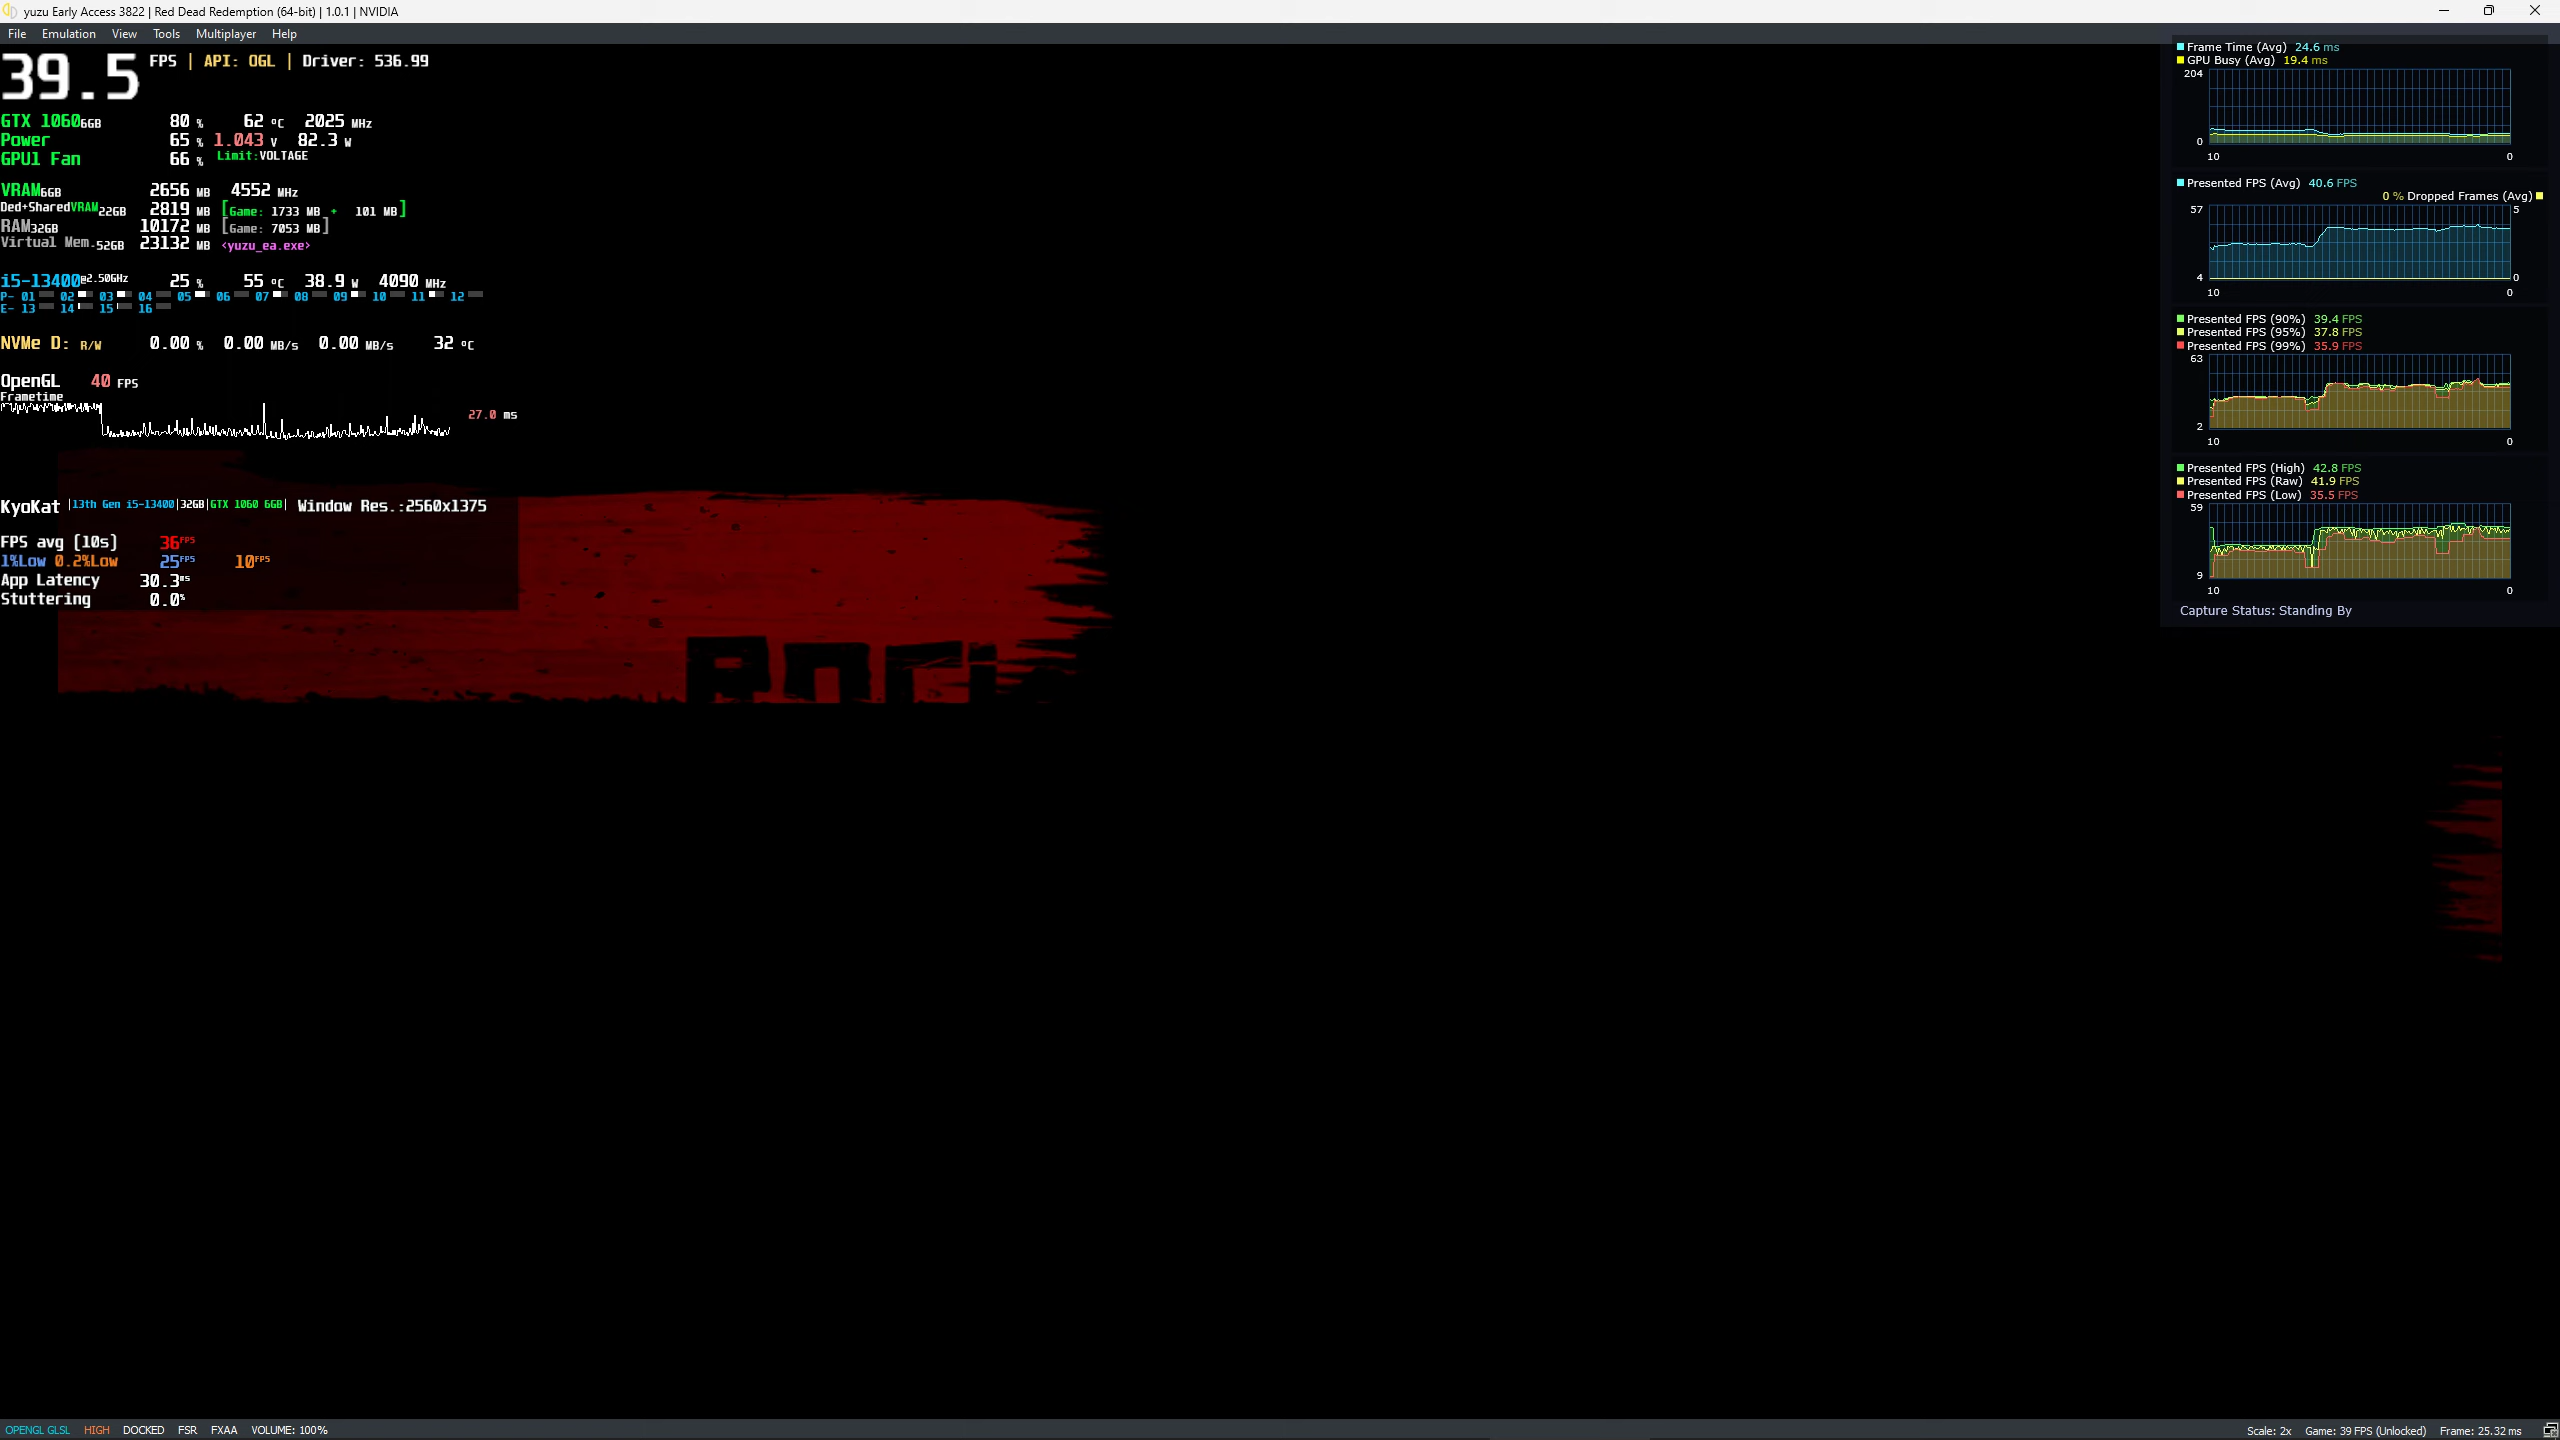 yuzu Early Access 3822 | Red Dead Redemption (64-bit) | 1.0.1 | NVIDIA
File Emulation View Tools Multiplayer Help
39.5 FPS | API: OGL | Driver: 536.99
GTX 1060 6GB 80 % 62 °C 2025 MHz
Power 65 % 1.043 V 82.3 W
GPU1 Fan 66 % Limit:VOLTAGE
VRAM 6GB 2656 MB 4552 MHz
Ded+SharedVRAM 22GB 2819 MB [Game: 1733 MB + 101 MB]
RAM 32GB 10172 MB [Game: 7053 MB]
Virtual Mem. 52GB 23132 MB <yuzu_ea.exe>
i5-13400 @2.50GHz 25 % 55 °C 38.9 W 4090 MHz
P- 01 02 03 04 05 06 07 08 09 10 11 12
E- 13 14 15 16
NVMe D: R/W 0.00 % 0.00 MB/s 0.00 MB/s 32 °C
OpenGL 40 FPS
Frametime
27.0 ms
KyoKat |13th Gen i5-13400|32GB|GTX 1060 6GB| Window Res.:2560x1375
FPS avg [10s] 36 FPS
1%Low 0.2%Low 25 FPS 10 FPS
App Latency 30.3 ms
Stuttering 0.0 %
Frame Time (Avg) 24.6 ms
GPU Busy (Avg) 19.4 ms
204
0
10 0
Presented FPS (Avg) 40.6 FPS
0 % Dropped Frames (Avg)
57 5
4 0
10 0
Presented FPS (90%) 39.4 FPS
Presented FPS (95%) 37.8 FPS
Presented FPS (99%) 35.9 FPS
63
2
10 0
Presented FPS (High) 42.8 FPS
Presented FPS (Raw) 41.9 FPS
Presented FPS (Low) 35.5 FPS
59
9
10 0
Capture Status: Standing By
OPENGL GLSL HIGH DOCKED FSR FXAA VOLUME: 100%
Scale: 2x Game: 39 FPS (Unlocked) Frame: 25.32 ms